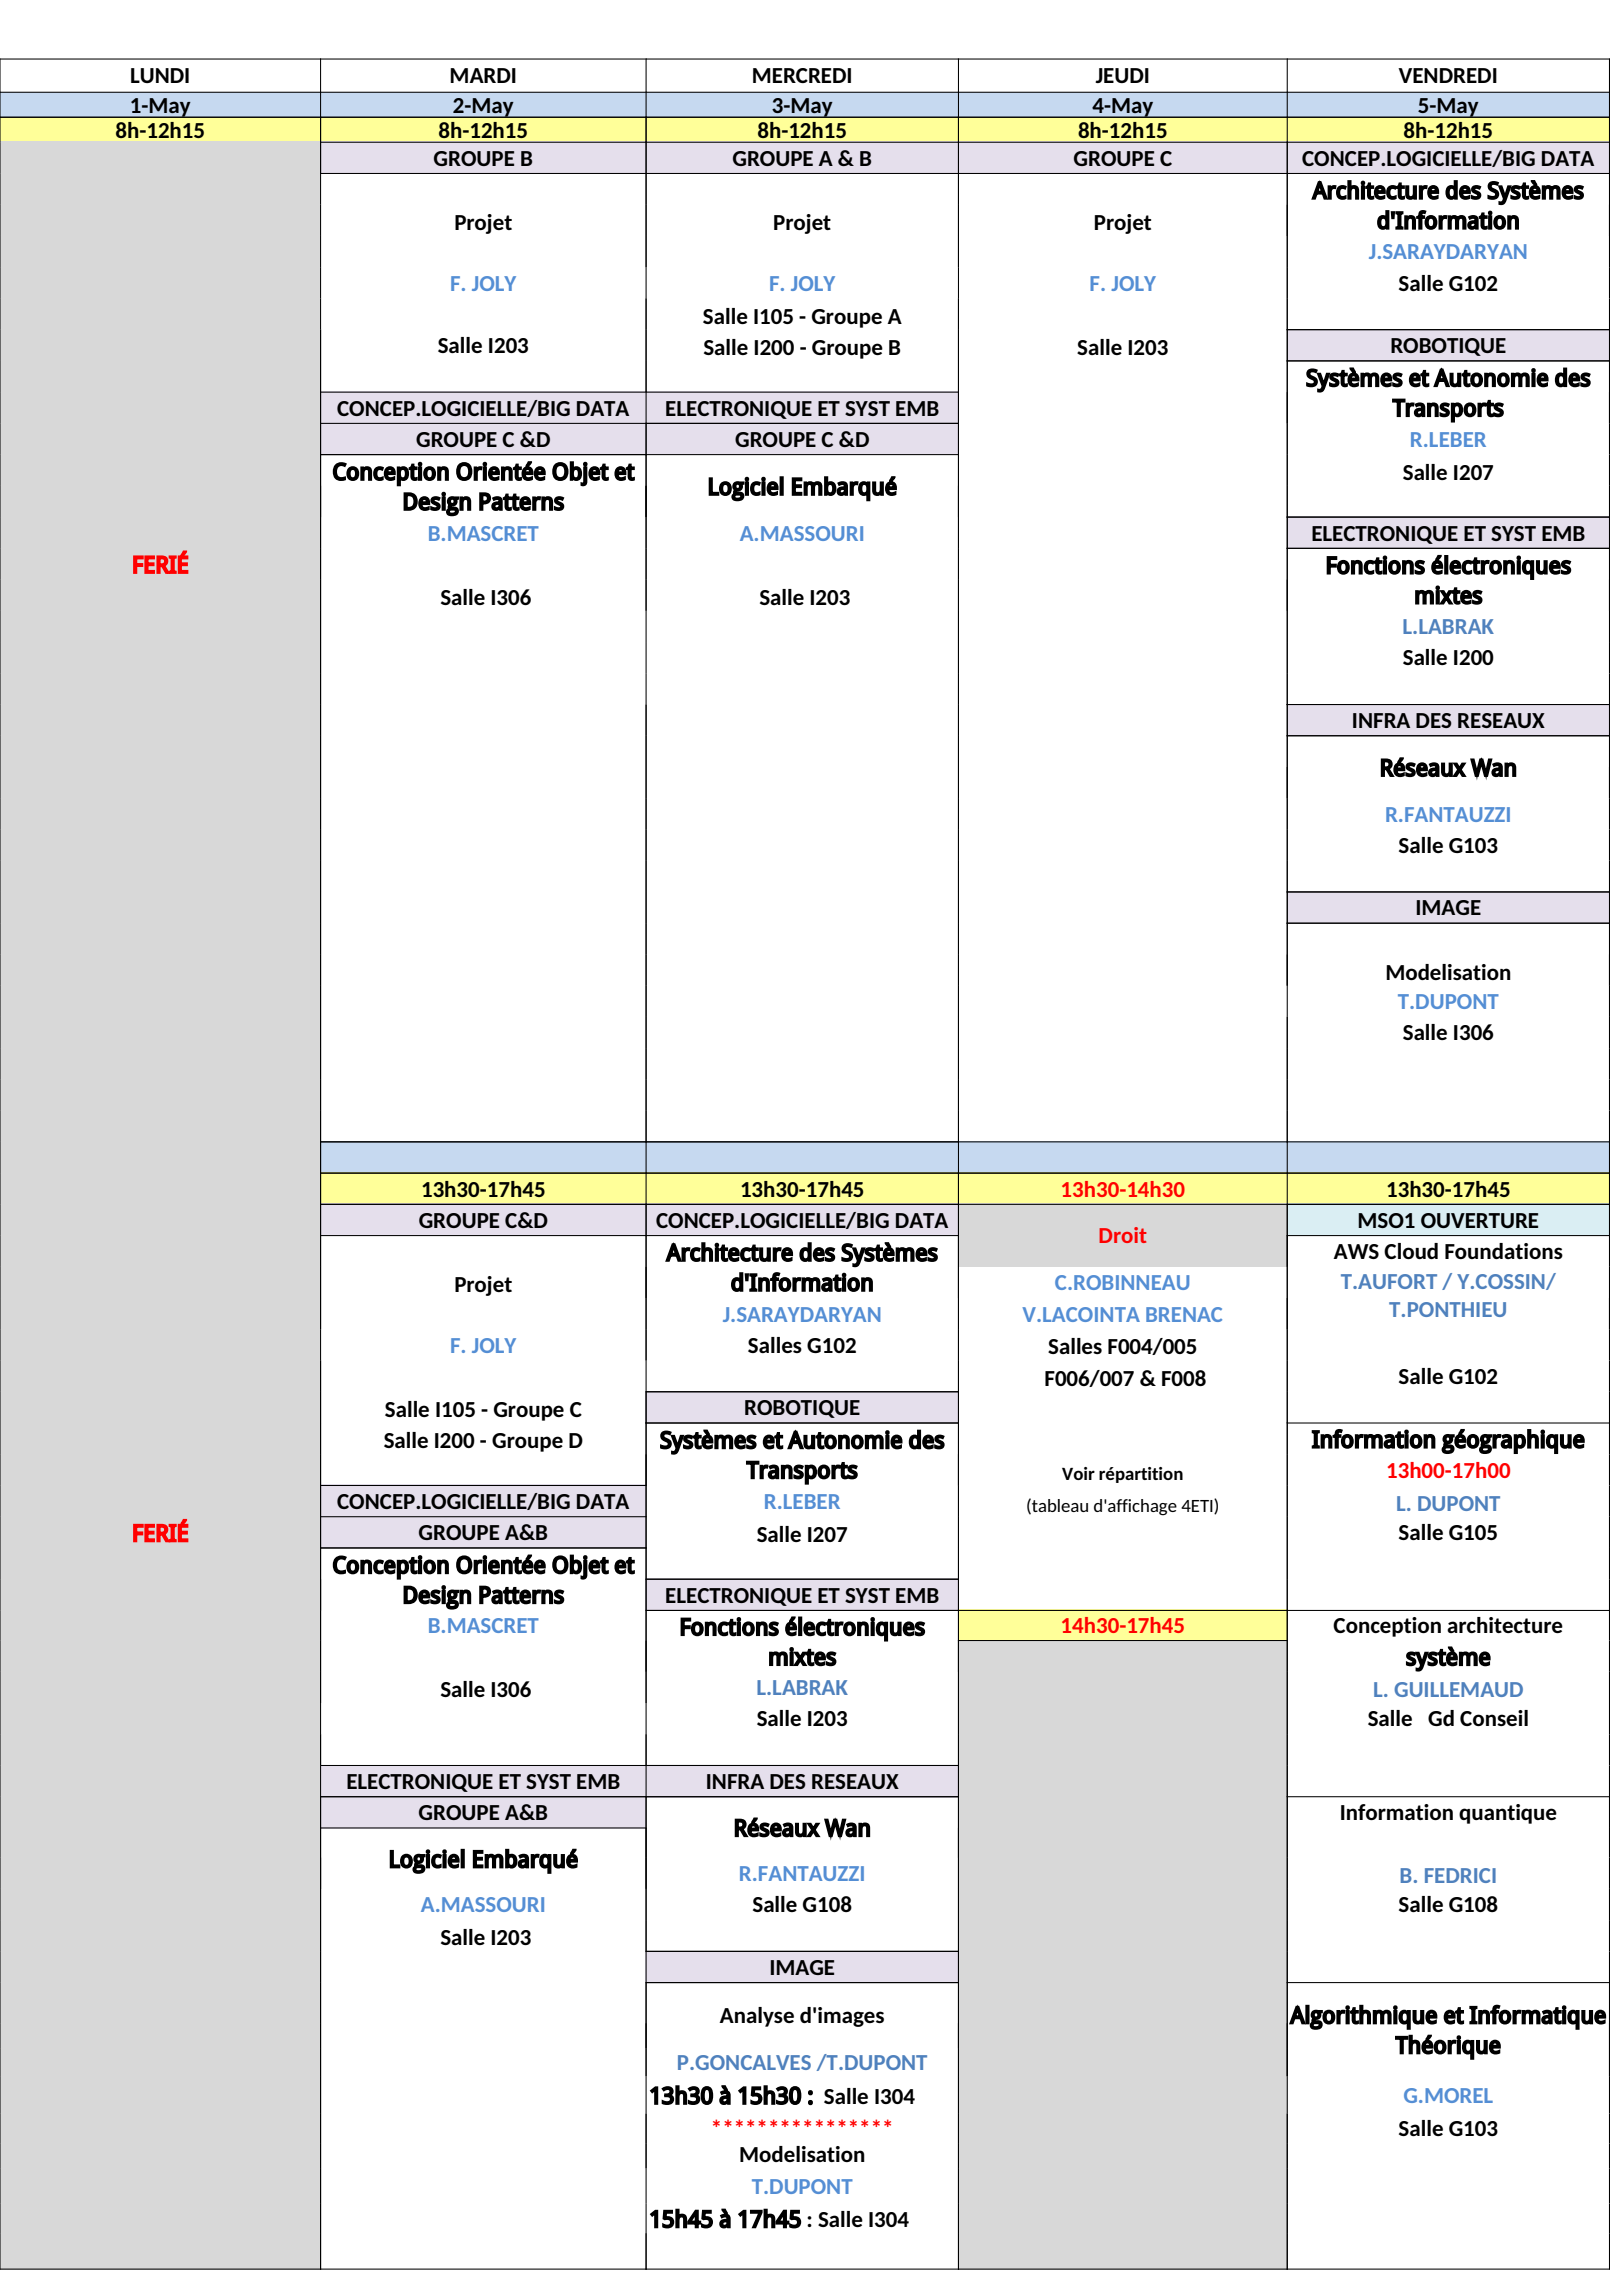 LUNDI
MARDI
MERCREDI
JEUDI
VENDREDI
1-May
2-May
3-May
4-May
5-May
8h-12h15
8h-12h15
8h-12h15
8h-12h15
8h-12h15
FERIÉ
GROUPE B
Projet
F. JOLY
Salle I203
CONCEP.LOGICIELLE/BIG DATA
GROUPE C &D
Conception Orientée Objet et
Design Patterns
B.MASCRET
Salle I306
GROUPE A & B
Projet
F. JOLY
Salle I105 - Groupe A
Salle I200 - Groupe B
ELECTRONIQUE ET SYST EMB
GROUPE C &D
Logiciel Embarqué
A.MASSOURI
Salle I203
GROUPE C
Projet
F. JOLY
Salle I203
CONCEP.LOGICIELLE/BIG DATA
Architecture des Systèmes
d'Information
J.SARAYDARYAN
Salle G102
ROBOTIQUE
Systèmes et Autonomie des
Transports
R.LEBER
Salle I207
ELECTRONIQUE ET SYST EMB
Fonctions électroniques
mixtes
L.LABRAK
Salle I200
INFRA DES RESEAUX
Réseaux Wan
R.FANTAUZZI
Salle G103
IMAGE
Modelisation
T.DUPONT
Salle I306
FERIÉ
13h30-17h45
GROUPE C&D
Projet
F. JOLY
Salle I105 - Groupe C
Salle I200 - Groupe D
CONCEP.LOGICIELLE/BIG DATA
GROUPE A&B
Conception Orientée Objet et
Design Patterns
B.MASCRET
Salle I306
ELECTRONIQUE ET SYST EMB
GROUPE A&B
Logiciel Embarqué
A.MASSOURI
Salle I203
13h30-17h45
CONCEP.LOGICIELLE/BIG DATA
Architecture des Systèmes
d'Information
J.SARAYDARYAN
Salles G102
ROBOTIQUE
Systèmes et Autonomie des
Transports
R.LEBER
Salle I207
ELECTRONIQUE ET SYST EMB
Fonctions électroniques
mixtes
L.LABRAK
Salle I203
INFRA DES RESEAUX
Réseaux Wan
R.FANTAUZZI
Salle G108
IMAGE
Analyse d'images
P.GONCALVES /T.DUPONT
13h30 à 15h30 : Salle I304
****************
Modelisation
T.DUPONT
15h45 à 17h45 : Salle I304
13h30-14h30
Droit
C.ROBINNEAU
V.LACOINTA BRENAC
Salles F004/005
F006/007 & F008
Voir répartition
(tableau d'affichage 4ETI)
14h30-17h45
13h30-17h45
MSO1 OUVERTURE
AWS Cloud Foundations
T.AUFORT / Y.COSSIN/
T.PONTHIEU
Salle G102
Information géographique
13h00-17h00
L. DUPONT
Salle G105
Conception architecture
système
L. GUILLEMAUD
Salle Gd Conseil
Information quantique
B. FEDRICI
Salle G108
Algorithmique et Informatique
Théorique
G.MOREL
Salle G103